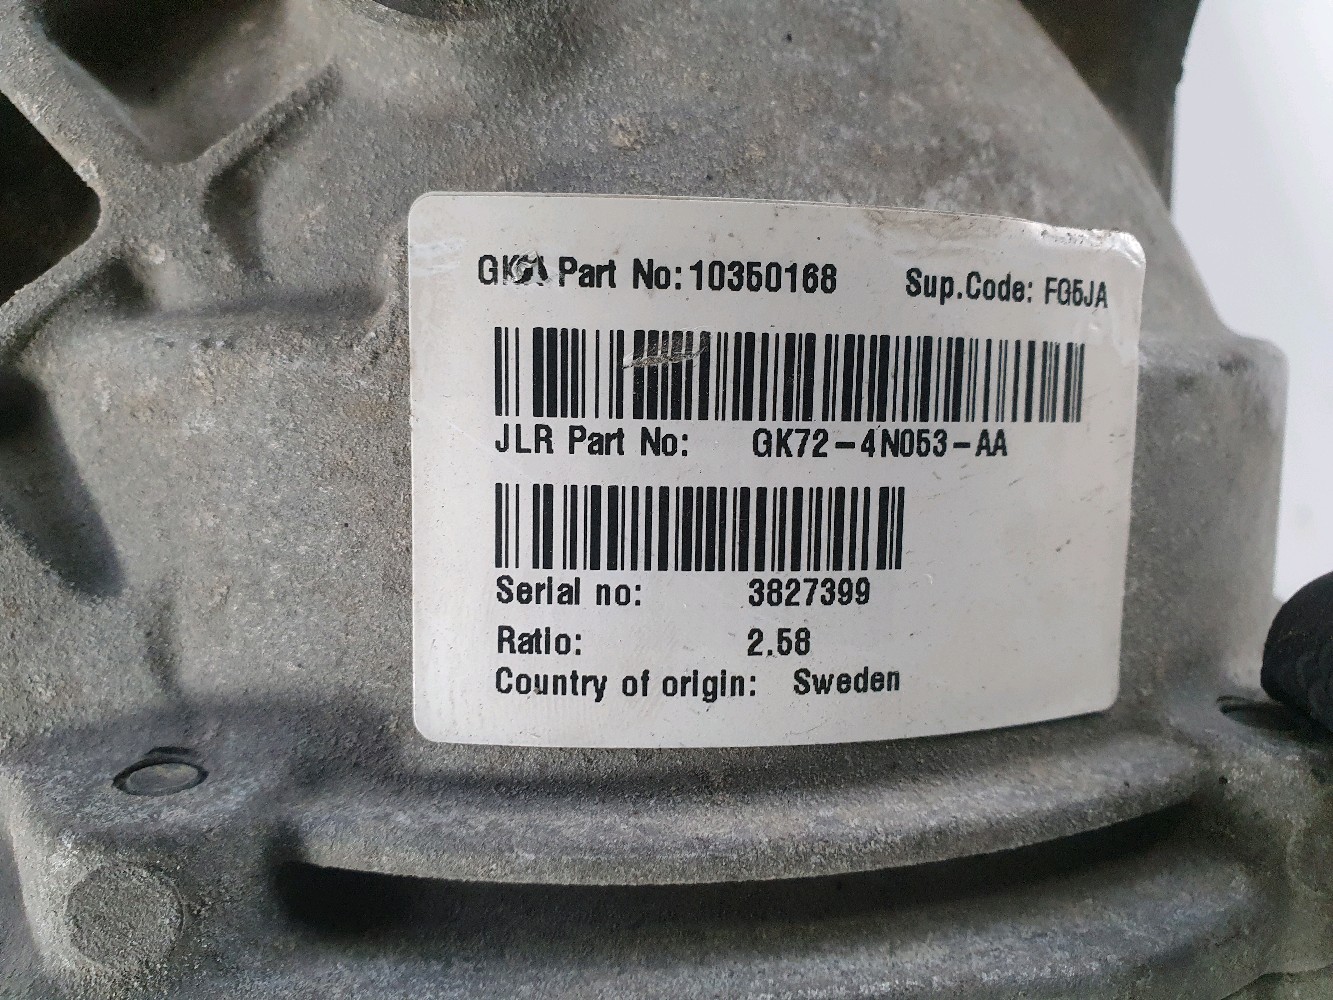 Part No: 10350168 Sup.Code: FG5JA
JLR Part No: GK72-4N053-AA
Serial no: 3827399
Ratio: 2.58
Country of origin: Sweden